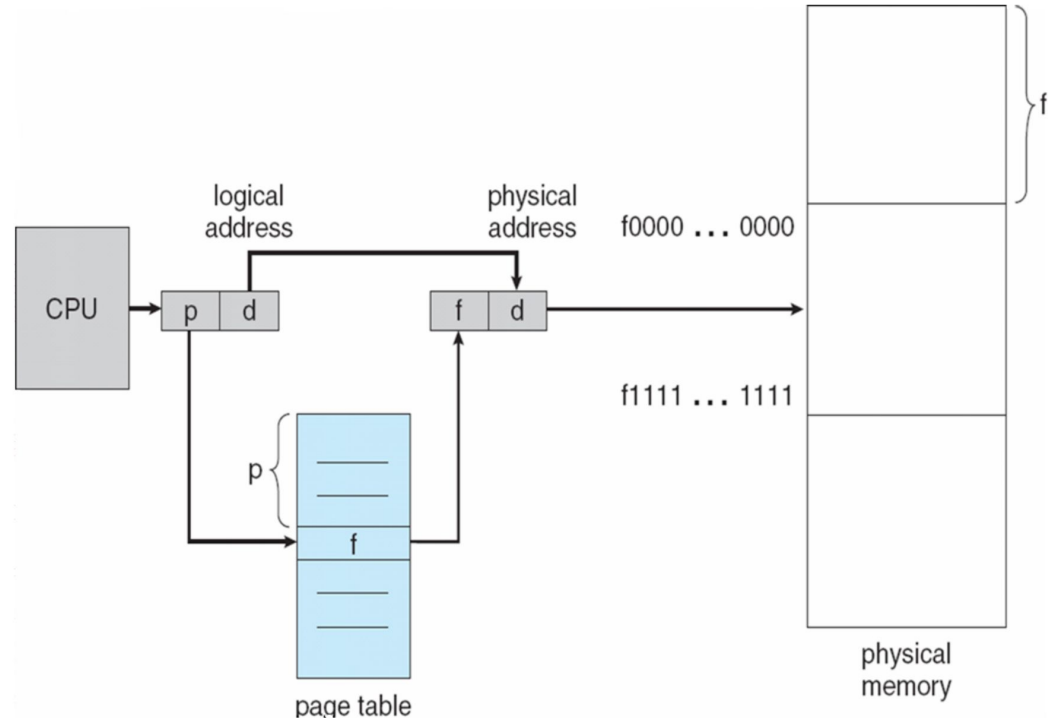 f
logical
address
physical
address
f0000 ... 0000
CPU
p d
f d
f1111 ... 1111
p
f
page table
physical
memory